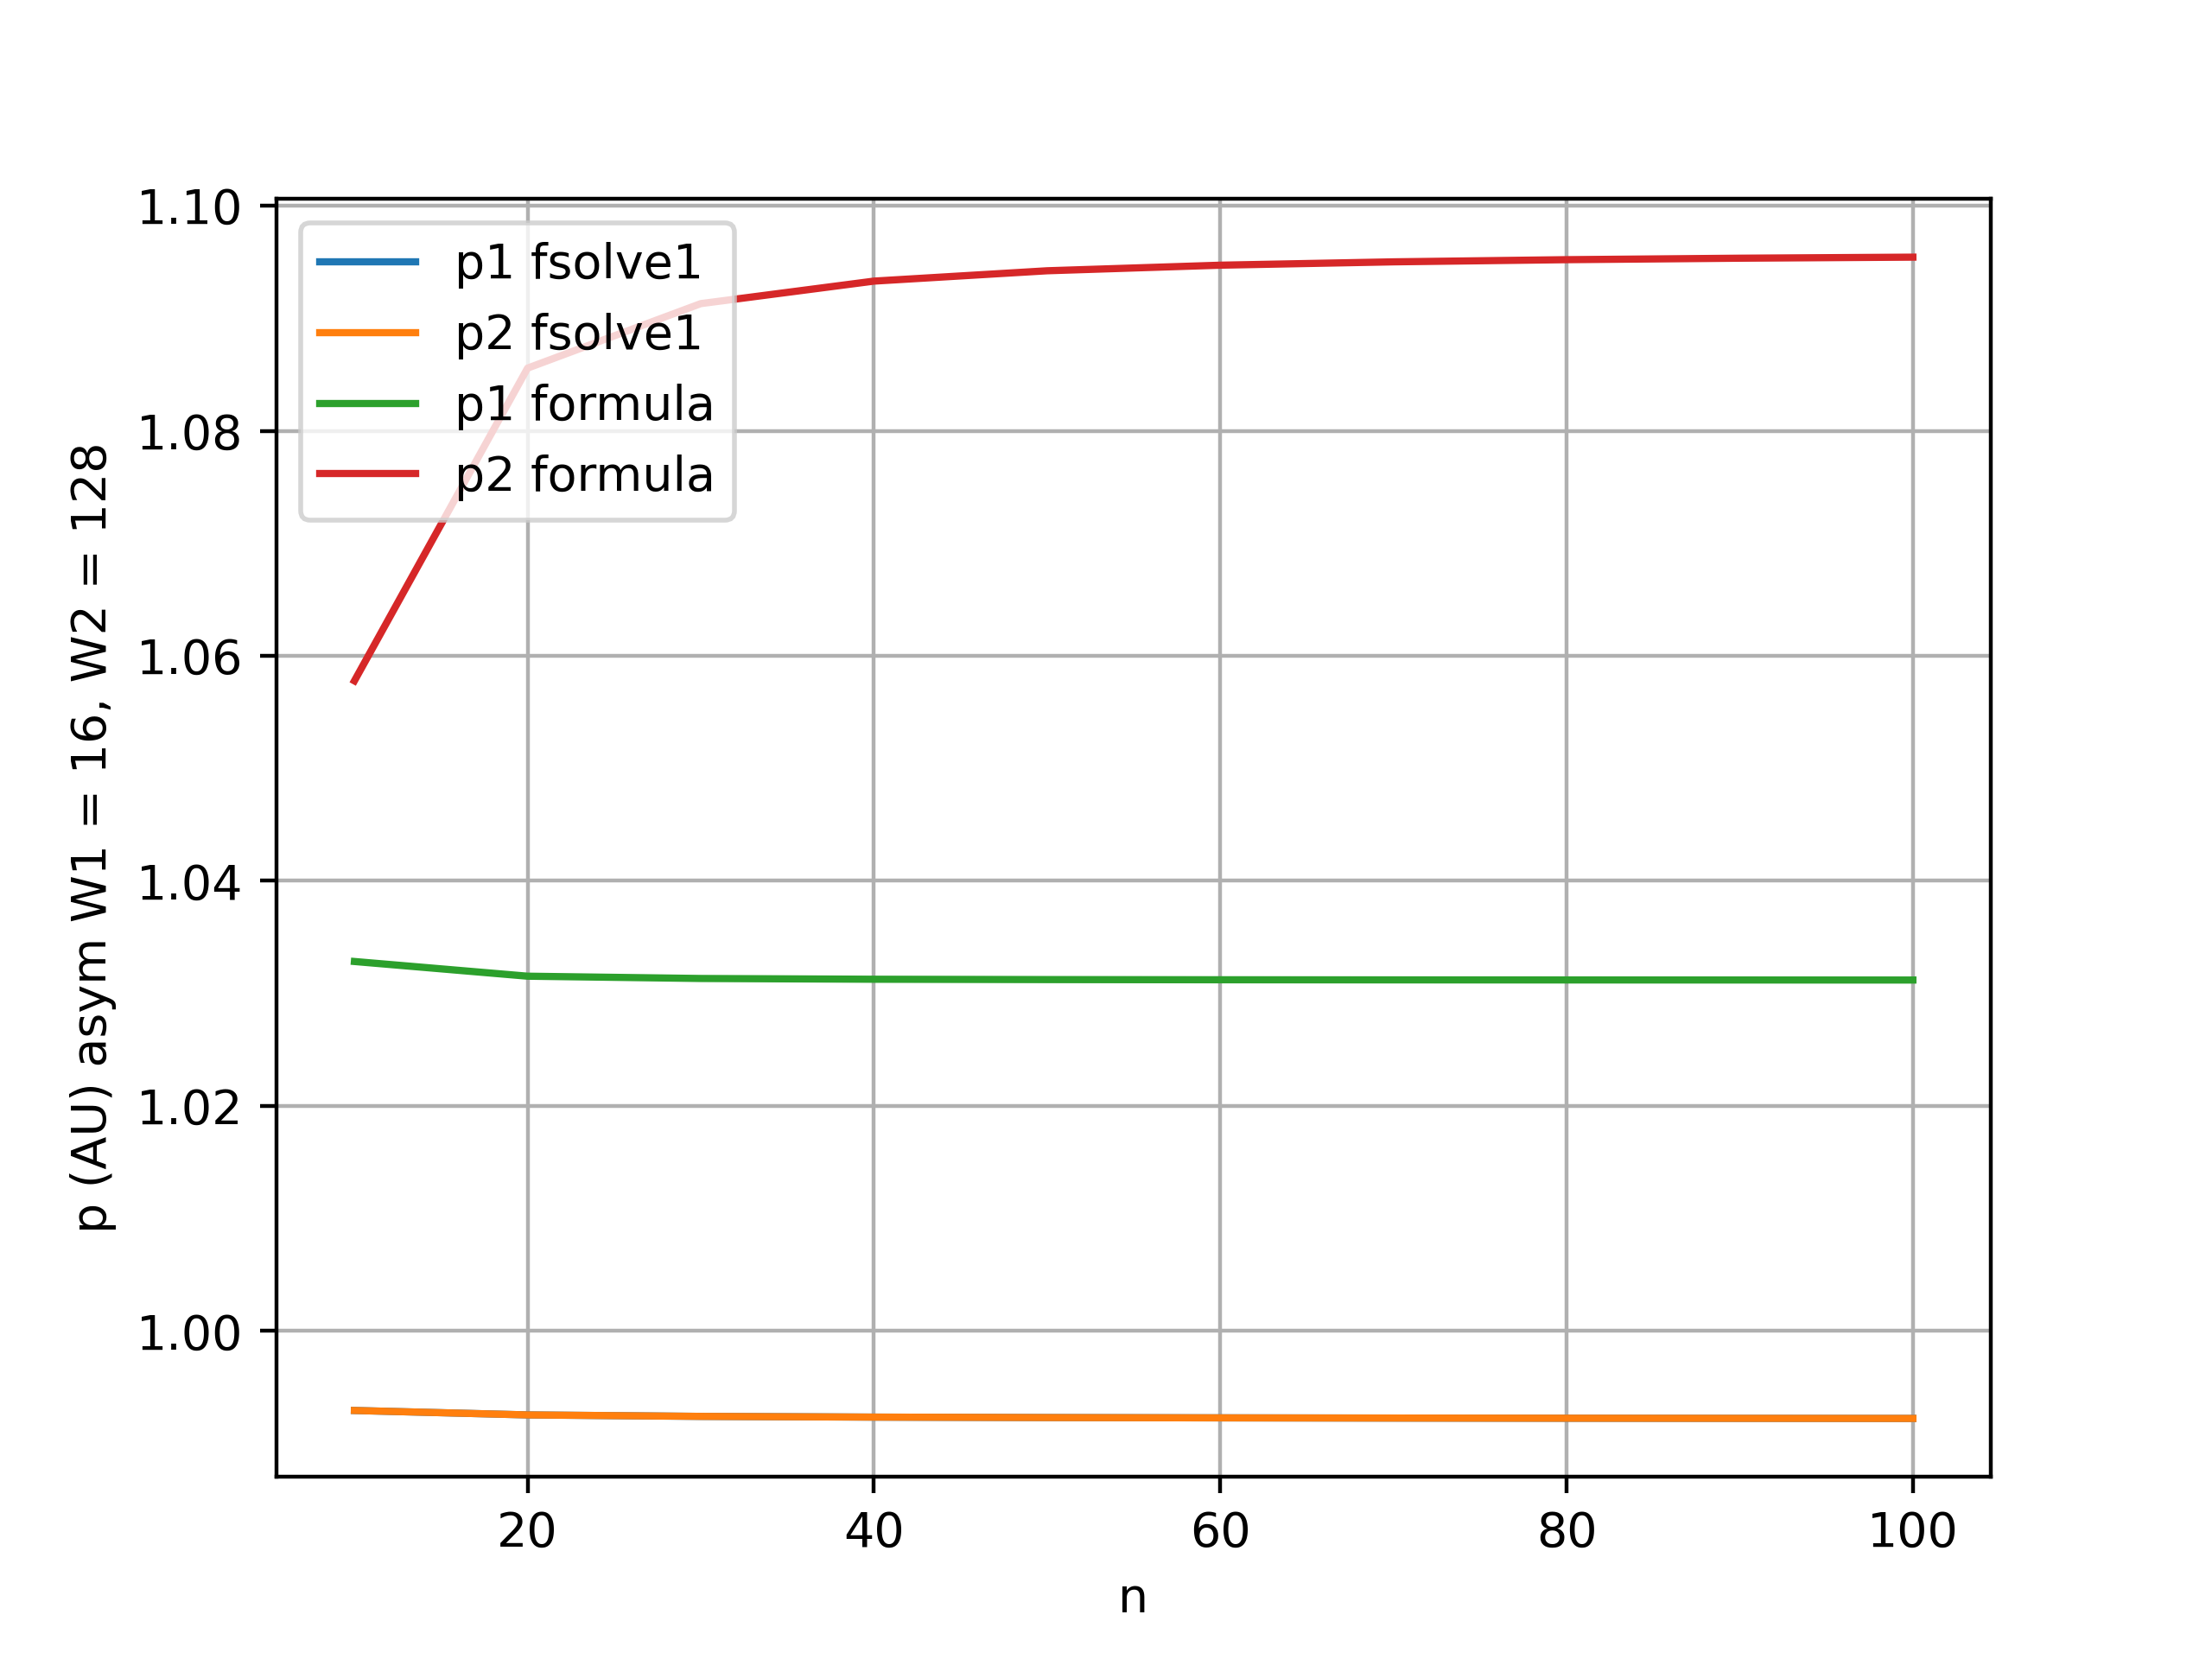 1.10
1.08
1.06
1.04
1.02
1.00
p (AU) asym W1 = 16, W2 = 128
p1 fsolve1
p2 fsolve1
p1 formula
p2 formula
20 40 60 80 100
n